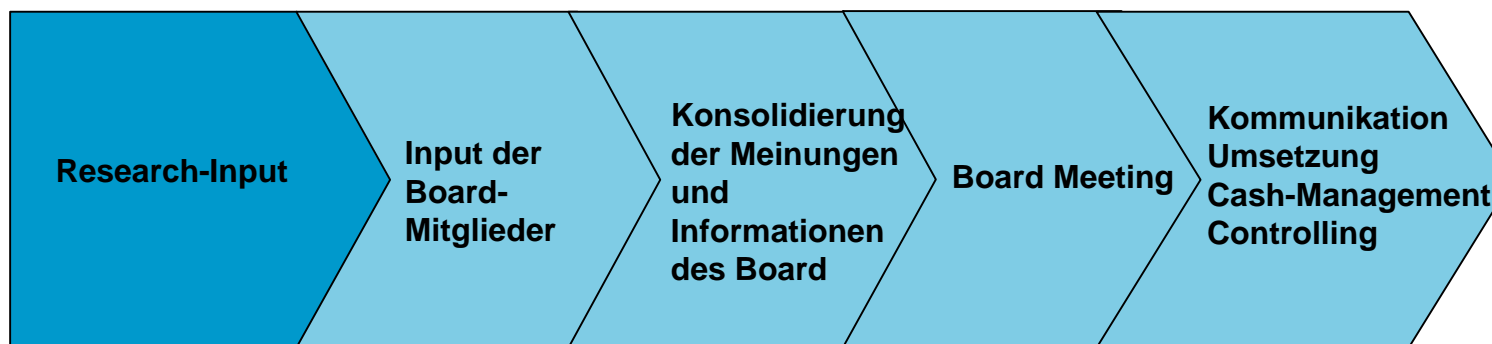 Research-Input
Input der
Board-
Mitglieder
Konsolidierung
der Meinungen
und
Informationen
des Board
Board Meeting
Kommunikation
Umsetzung
Cash-Management
Controlling